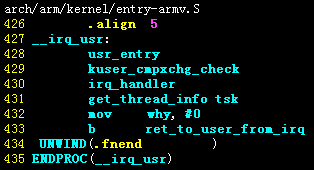 arch/arm/kernel/entry-armv.S
426 .align 5
427 __irq_usr:
428 usr_entry
429 kuser_cmpxchg_check
430 irq_handler
431 get_thread_info tsk
432 mov why, #0
433 b ret_to_user_from_irq
434 UNWIND(.fnend )
435 ENDPROC(__irq_usr)